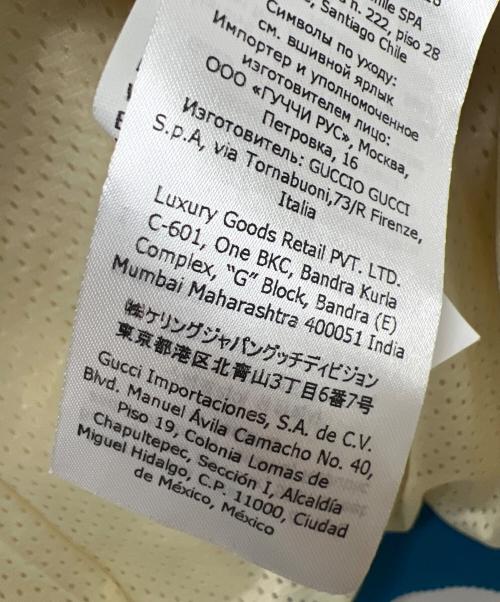 Chile SPA
n. 222, piso 28
, Santiago Chile
Символы по уходу:
см. вшивной ярлык
Импортер и уполномоченное
изготовителем лицо:
ООО «ГУЧЧИ РУС», Москва,
Петровка, 16
Изготовитель: GUCCIO GUCCI
S.p.A, via Tornabuoni,73/R Firenze,
Italia
Luxury Goods Retail PVT. LTD.
C-601, One BKC, Bandra Kurla
Complex, "G" Block, Bandra (E)
Mumbai Maharashtra 400051 India
㈱ケリングジャパングッチディビジョン
東京都港区北青山3丁目6番7号
Gucci Importaciones, S.A. de C.V.
Blvd. Manuel Ávila Camacho No. 40,
Piso 19, Colonia Lomas de
Chapultepec, Sección I, Alcaldía
Miguel Hidalgo, C.P. 11000, Ciudad
de México, México